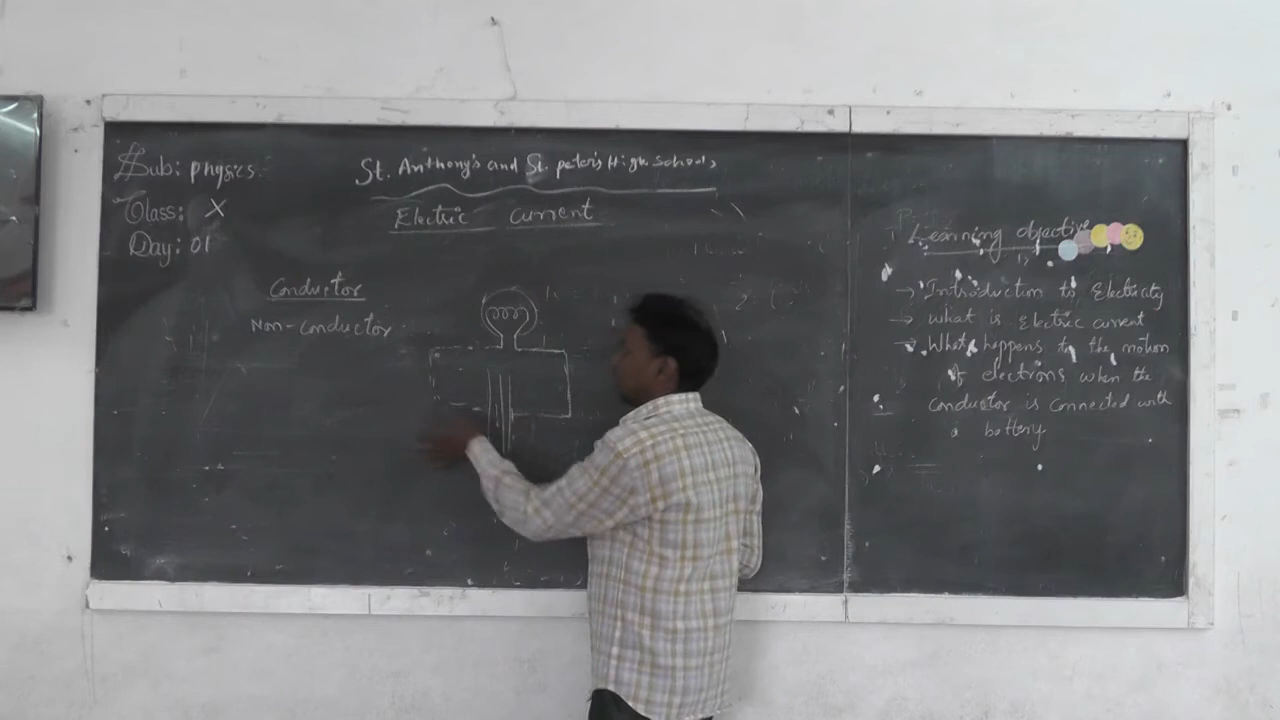 Sub: physics
Class: X
Day: 01
St. Anthony's and St. peter's High Schools
Electric current
Conductor
Non-conductor
Learning objective
→ Introduction to Electricity
→ what is Electric current
→ What happens to the motion
of electrons when the
conductor is connected with
a battery